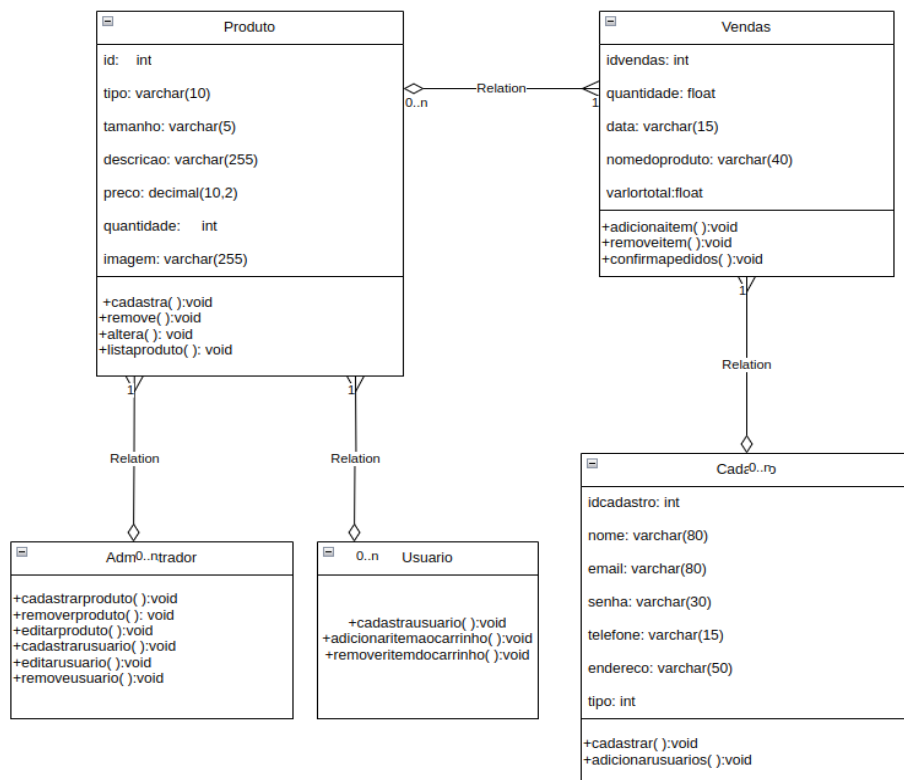 Produto
id: int
tipo: varchar(10)
tamanho: varchar(5)
descricao: varchar(255)
preco: decimal(10,2)
quantidade: int
imagem: varchar(255)
+cadastra( ):void
+remove( ):void
+altera( ): void
+listaproduto( ): void
Vendas
idvendas: int
quantidade: float
data: varchar(15)
nomedoproduto: varchar(40)
varlortotal:float
+adicionaitem( ):void
+removeitem( ):void
+confirmapedidos( ):void
Relation
0..n
1
1
Relation
0..n
1
Relation
0..n
1
Relation
0..n
+cadastrarproduto( ):void
+removerproduto( ): void
+editarproduto( ):void
+cadastrarusuario( ):void
+editarusuario( ):void
+removeusuario( ):void
Usuario
+cadastrausuario( ):void
+adicionaritemaocarrinho( ):void
+removeritemdocarrinho( ):void
idcadastro: int
nome: varchar(80)
email: varchar(80)
senha: varchar(30)
telefone: varchar(15)
endereco: varchar(50)
tipo: int
+cadastrar( ):void
+adicionarusuarios( ):void